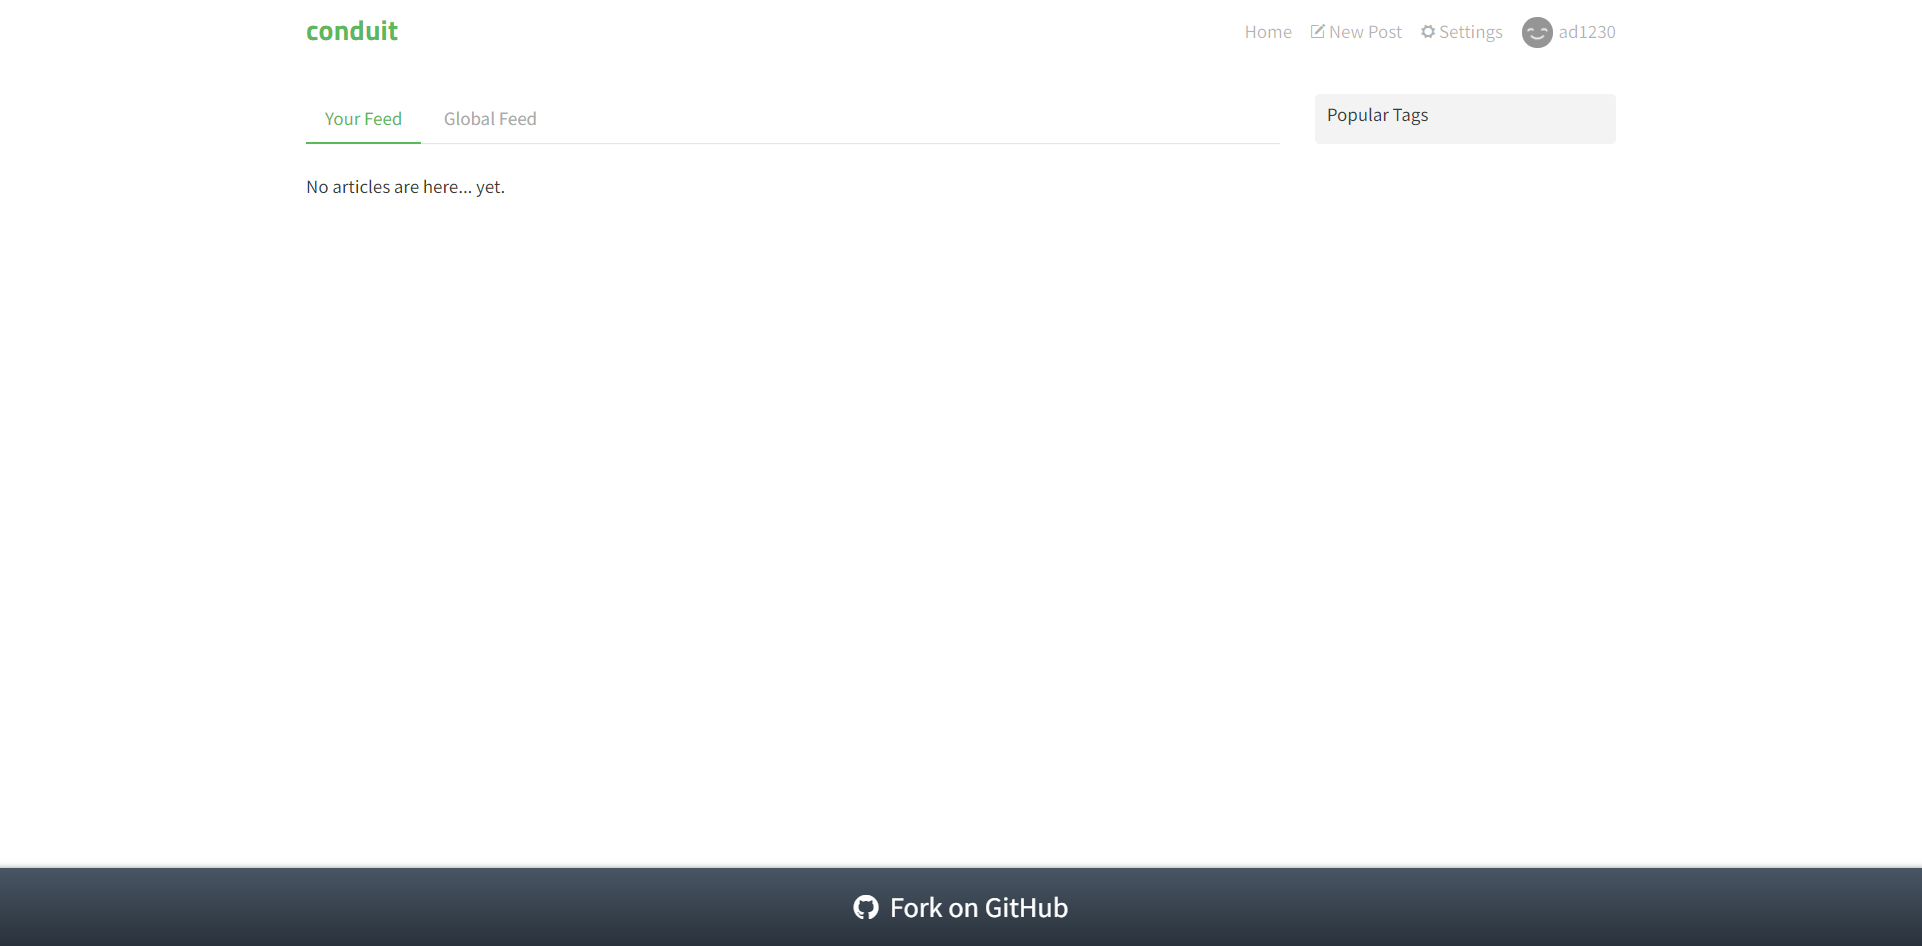 conduit
Home New Post Settings ad1230
Your Feed Global Feed
Popular Tags
No articles are here... yet.
Fork on GitHub